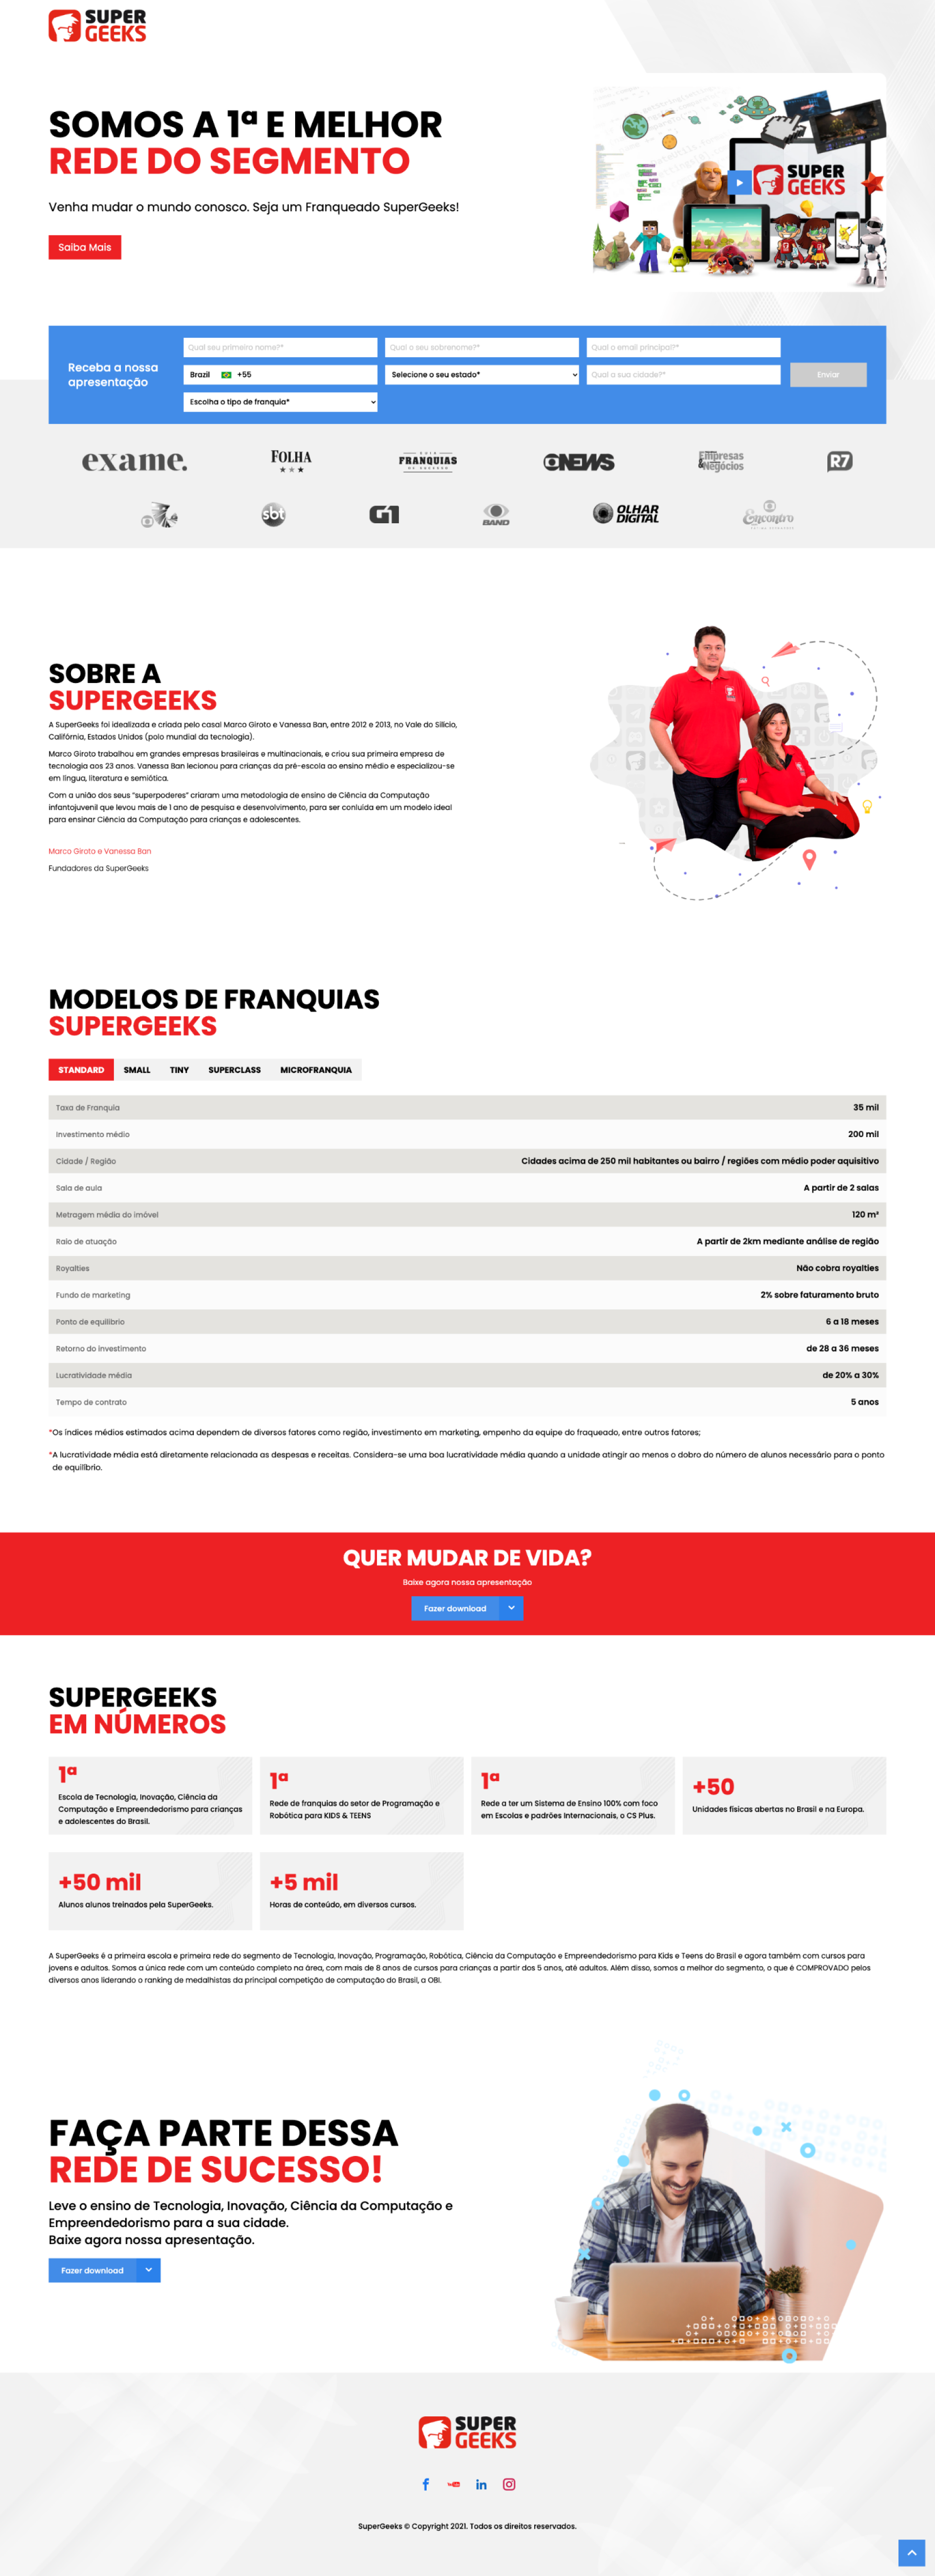 SUPER
GEEKS
SOMOS A 1ª E MELHOR
REDE DO SEGMENTO
Venha mudar o mundo conosco. Seja um Franqueado SuperGeeks!
Saiba Mais
SUPER
GEEKS
Receba a nossa
apresentação
Qual seu primeiro nome?*
Qual o seu sobrenome?*
Qual o email principal?*
Brazil +55
Selecione o seu estado*
Qual a sua cidade?*
Enviar
Escolha o tipo de franquia*
exame.
FOLHA
GUIA
FRANQUIAS
DE SUCESSO
NEWS
Empresas
& Negócios
R7
sbt
G1
BAND
OLHAR
DIGITAL
Encontro
SOBRE A
SUPERGEEKS
A SuperGeeks foi idealizada e criada pelo casal Marco Giroto e Vanessa Ban, entre 2012 e 2013, no Vale do Silício,
Califórnia, Estados Unidos (polo mundial da tecnologia).
Marco Giroto trabalhou em grandes empresas brasileiras e multinacionais, e criou sua primeira empresa de
tecnologia aos 23 anos. Vanessa Ban lecionou para crianças da pré-escola ao ensino médio e especializou-se
em língua, literatura e semiótica.
Com a união dos seus "superpoderes" criaram uma metodologia de ensino de Ciência da Computação
infantojuvenil que levou mais de 1 ano de pesquisa e desenvolvimento, para ser concluída em um modelo ideal
para ensinar Ciência da Computação para crianças e adolescentes.
Marco Giroto e Vanessa Ban
Fundadores da SuperGeeks
MODELOS DE FRANQUIAS
SUPERGEEKS
STANDARD SMALL TINY SUPERCLASS MICROFRANQUIA
Taxa de Franquia 35 mil
Investimento médio 200 mil
Cidade / Região Cidades acima de 250 mil habitantes ou bairro / regiões com médio poder aquisitivo
Sala de aula A partir de 2 salas
Metragem média do imóvel 120 m²
Raio de atuação A partir de 2km mediante análise de região
Royalties Não cobra royalties
Fundo de marketing 2% sobre faturamento bruto
Ponto de equilíbrio 6 a 18 meses
Retorno do Investimento de 28 a 36 meses
Lucratividade média de 20% a 30%
Tempo de contrato 5 anos
*Os índices médios estimados acima dependem de diversos fatores como região, investimento em marketing, empenho da equipe do fraqueado, entre outros fatores;
*A lucratividade média está diretamente relacionada as despesas e receitas. Considera-se uma boa lucratividade média quando a unidade atingir ao menos o dobro do número de alunos necessário para o ponto
de equilíbrio.
QUER MUDAR DE VIDA?
Baixe agora nossa apresentação
Fazer download
SUPERGEEKS
EM NÚMEROS
1ª
Escola de Tecnologia, Inovação, Ciência da
Computação e Empreendedorismo para crianças
e adolescentes do Brasil.
1ª
Rede de franquias do setor de Programação e
Robótica para KIDS & TEENS
1ª
Rede a ter um Sistema de Ensino 100% com foco
em Escolas e padrões Internacionais, o CS Plus.
+50
Unidades físicas abertas no Brasil e na Europa.
+50 mil
Alunos alunos treinados pela SuperGeeks.
+5 mil
Horas de conteúdo, em diversos cursos.
A SuperGeeks é a primeira escola e primeira rede do segmento de Tecnologia, Inovação, Programação, Robótica, Ciência da Computação e Empreendedorismo para Kids e Teens do Brasil e agora também com cursos para
jovens e adultos. Somos a única rede com um conteúdo completo na área, com mais de 8 anos de cursos para crianças a partir dos 5 anos, até adultos. Além disso, somos a melhor do segmento, o que é COMPROVADO pelos
diversos anos liderando o ranking de medalhistas da principal competição de computação do Brasil, a OBI.
FAÇA PARTE DESSA
REDE DE SUCESSO!
Leve o ensino de Tecnologia, Inovação, Ciência da Computação e
Empreendedorismo para a sua cidade.
Baixe agora nossa apresentação.
Fazer download
SUPER
GEEKS
SuperGeeks © Copyright 2021. Todos os direitos reservados.